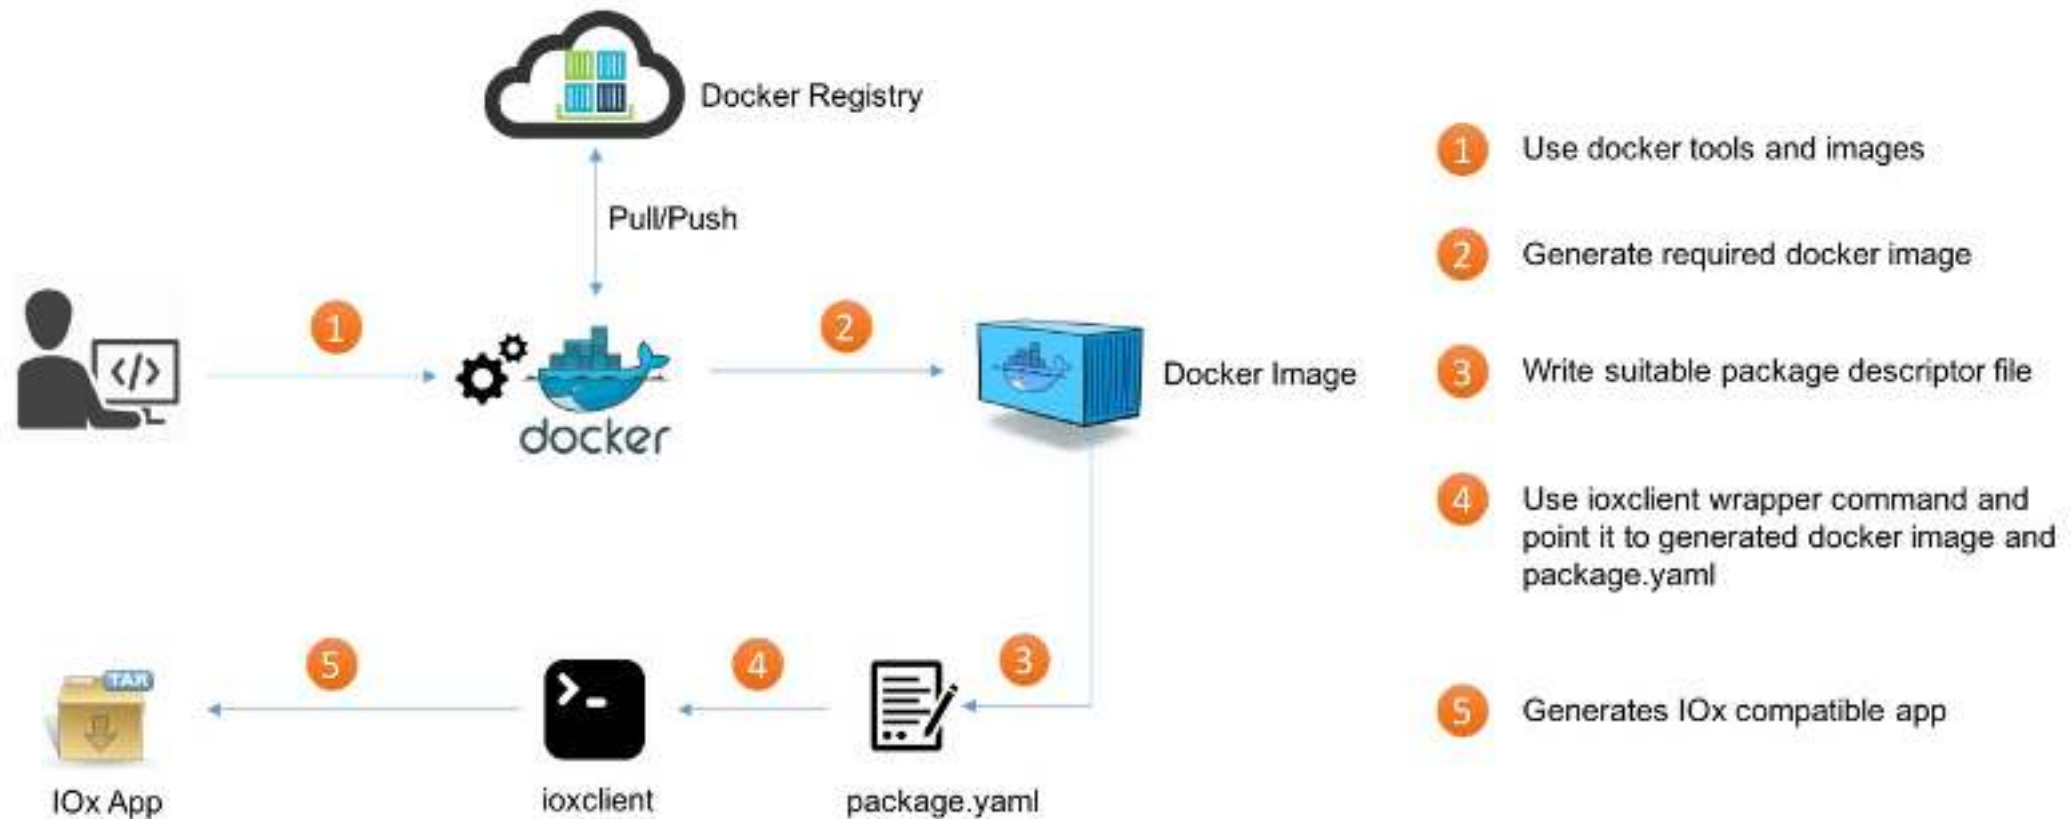 Docker Registry
Pull/Push
1
2
</>
docker
Docker Image
5
4
3
TAR
IOx App
ioxclient
package.yaml
1 Use docker tools and images
2 Generate required docker image
3 Write suitable package descriptor file
4 Use ioxclient wrapper command and
point it to generated docker image and
package.yaml
5 Generates IOx compatible app